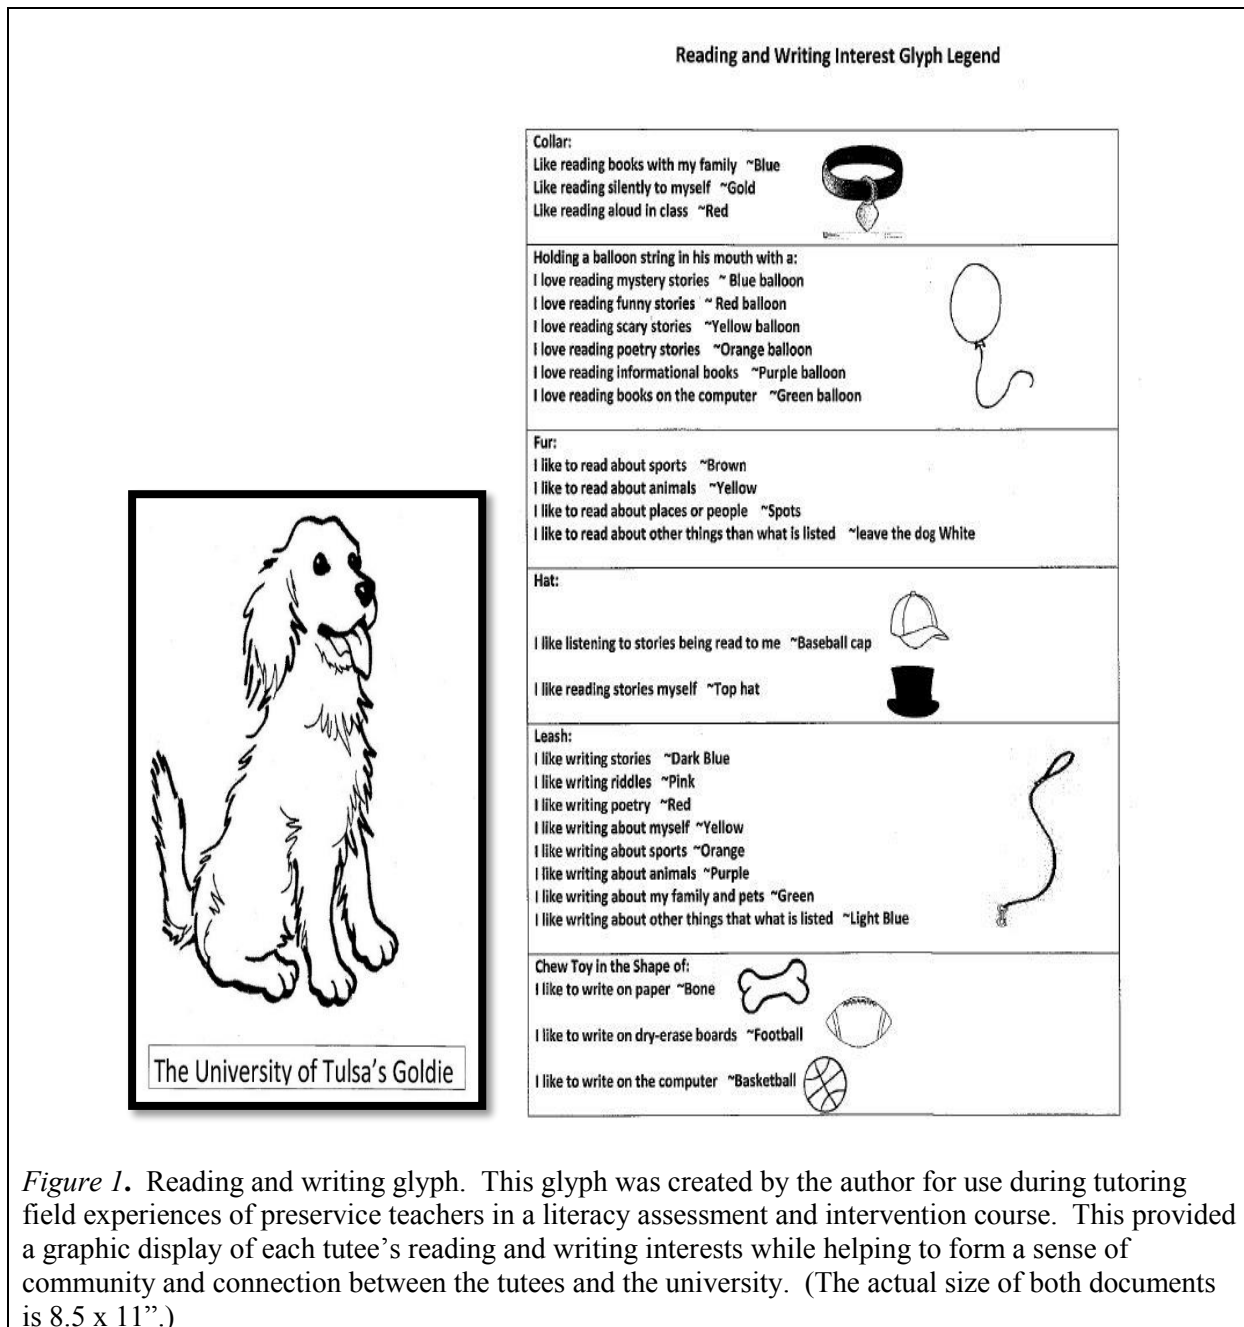 Reading and Writing Interest Glyph Legend
Collar:
Like reading books with my family ~Blue
Like reading silently to myself ~Gold
Like reading aloud in class ~Red
Holding a balloon string in his mouth with a:
I love reading mystery stories ~ Blue balloon
I love reading funny stories ~ Red balloon
I love reading scary stories ~Yellow balloon
I love reading poetry stories ~Orange balloon
I love reading informational books ~Purple balloon
I love reading books on the computer ~Green balloon
Fur:
I like to read about sports ~Brown
I like to read about animals ~Yellow
I like to read about places or people ~Spots
I like to read about other things than what is listed ~leave the dog White
Hat:
I like listening to stories being read to me ~Baseball cap
I like reading stories myself ~Top hat
Leash:
I like writing stories ~Dark Blue
I like writing riddles ~Pink
I like writing poetry ~Red
I like writing about myself ~Yellow
I like writing about sports ~Orange
I like writing about animals ~Purple
I like writing about my family and pets ~Green
I like writing about other things that what is listed ~Light Blue
Chew Toy in the Shape of:
I like to write on paper ~Bone
I like to write on dry-erase boards ~Football
I like to write on the computer ~Basketball
The University of Tulsa's Goldie
Figure 1. Reading and writing glyph. This glyph was created by the author for use during tutoring
field experiences of preservice teachers in a literacy assessment and intervention course. This provided
a graphic display of each tutee's reading and writing interests while helping to form a sense of
community and connection between the tutees and the university. (The actual size of both documents
is 8.5 x 11”.)